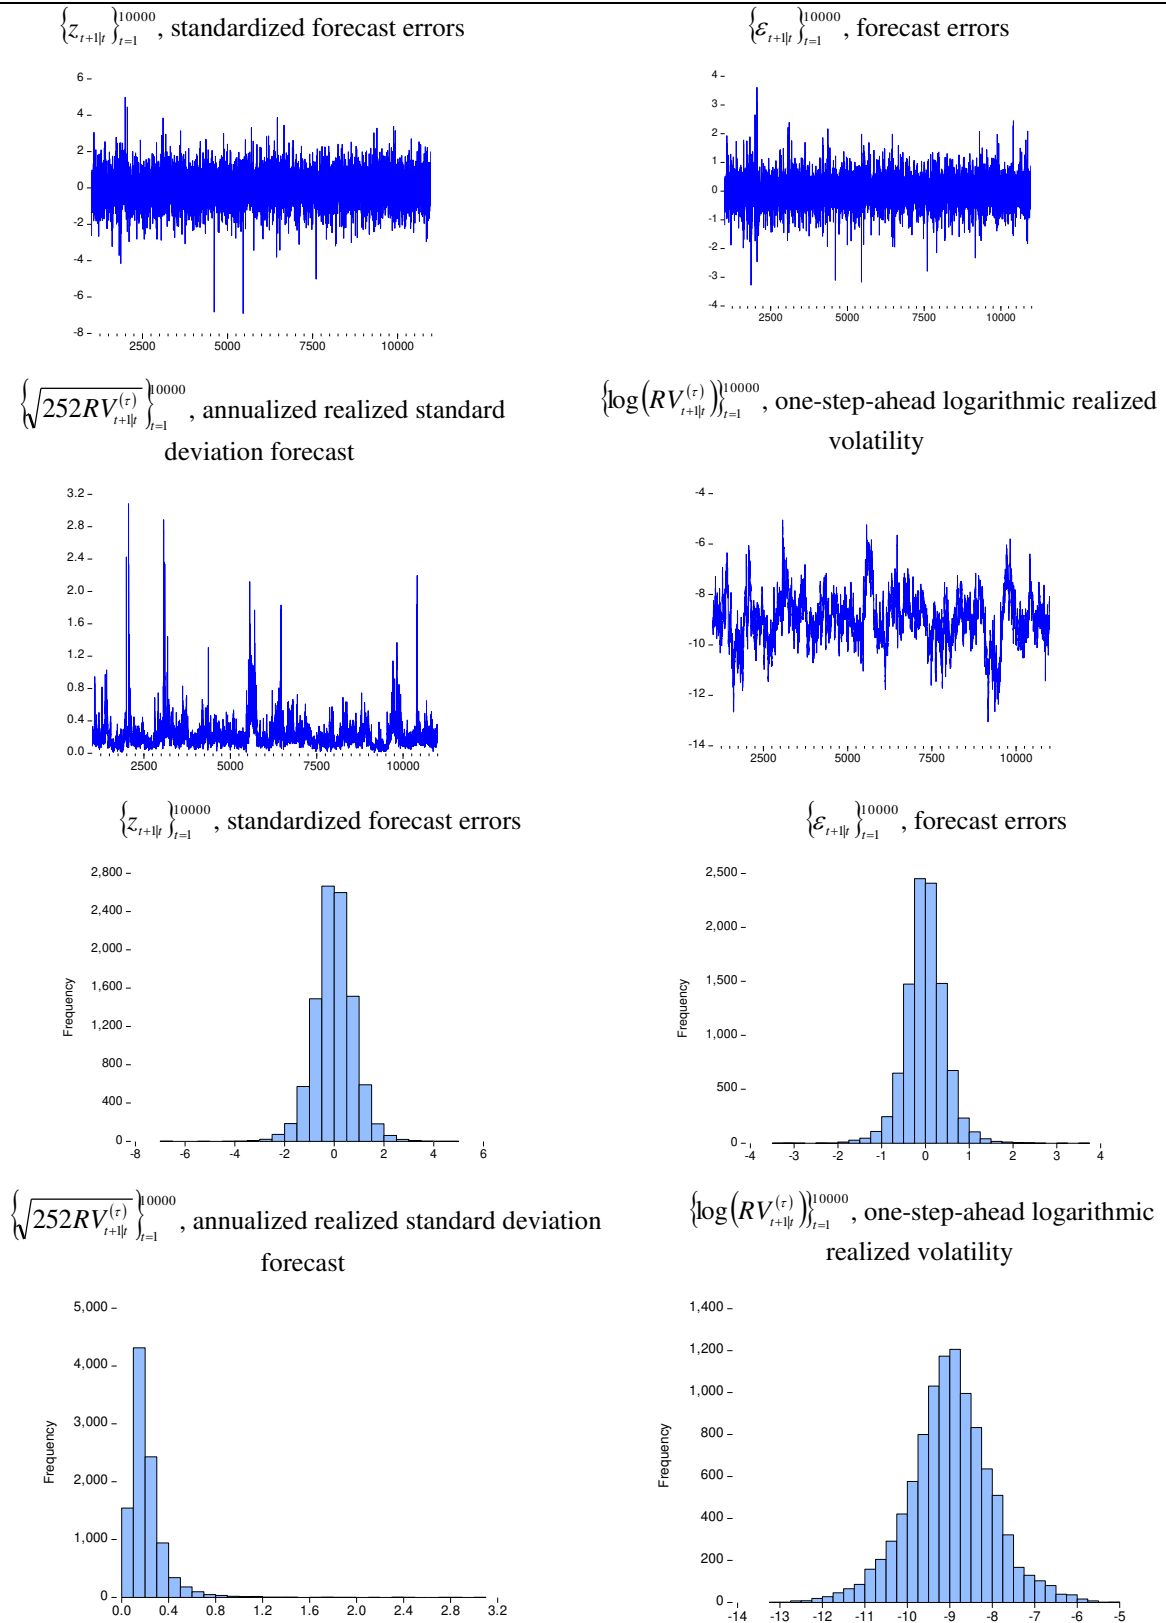 {z_{t+1|t}}_{t=1}^{10000}, standardized forecast errors
{ε_{t+1|t}}_{t=1}^{10000}, forecast errors
6
4
2
0
-2
-4
-6
-8
2500 5000 7500 10000
4
3
2
1
0
-1
-2
-3
-4
2500 5000 7500 10000
{√252RV_{t+1|t}^{(τ)}}_{t=1}^{10000}, annualized realized standard
deviation forecast
{log(RV_{t+1|t}^{(τ)})}_{t=1}^{10000}, one-step-ahead logarithmic realized
volatility
3.2
2.8
2.4
2.0
1.6
1.2
0.8
0.4
0.0
2500 5000 7500 10000
-4
-6
-8
-10
-12
-14
2500 5000 7500 10000
{z_{t+1|t}}_{t=1}^{10000}, standardized forecast errors
{ε_{t+1|t}}_{t=1}^{10000}, forecast errors
Frequency
2,800
2,400
2,000
1,600
1,200
800
400
0
-8 -6 -4 -2 0 2 4 6
Frequency
2,500
2,000
1,500
1,000
500
0
-4 -3 -2 -1 0 1 2 3 4
{√252RV_{t+1|t}^{(τ)}}_{t=1}^{10000}, annualized realized standard deviation
forecast
{log(RV_{t+1|t}^{(τ)})}_{t=1}^{10000}, one-step-ahead logarithmic
realized volatility
Frequency
5,000
4,000
3,000
2,000
1,000
0
0.0 0.4 0.8 1.2 1.6 2.0 2.4 2.8 3.2
Frequency
1,400
1,200
1,000
800
600
400
200
0
-14 -13 -12 -11 -10 -9 -8 -7 -6 -5